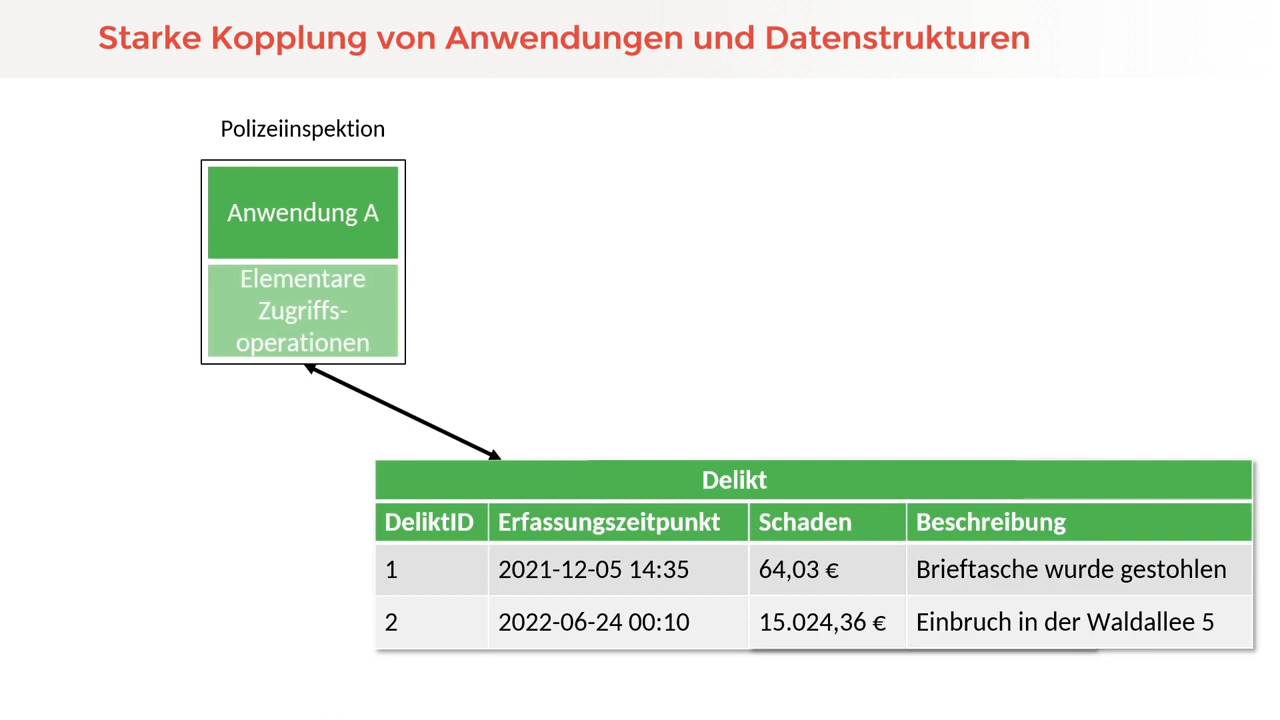 Starke Kopplung von Anwendungen und Datenstrukturen
Polizeiinspektion
Anwendung A
Elementare
Zugriffs-
operationen
Delikt
DeliktID Erfassungszeitpunkt Schaden Beschreibung
1 2021-12-05 14:35 64,03 € Brieftasche wurde gestohlen
2 2022-06-24 00:10 15.024,36 € Einbruch in der Waldallee 5